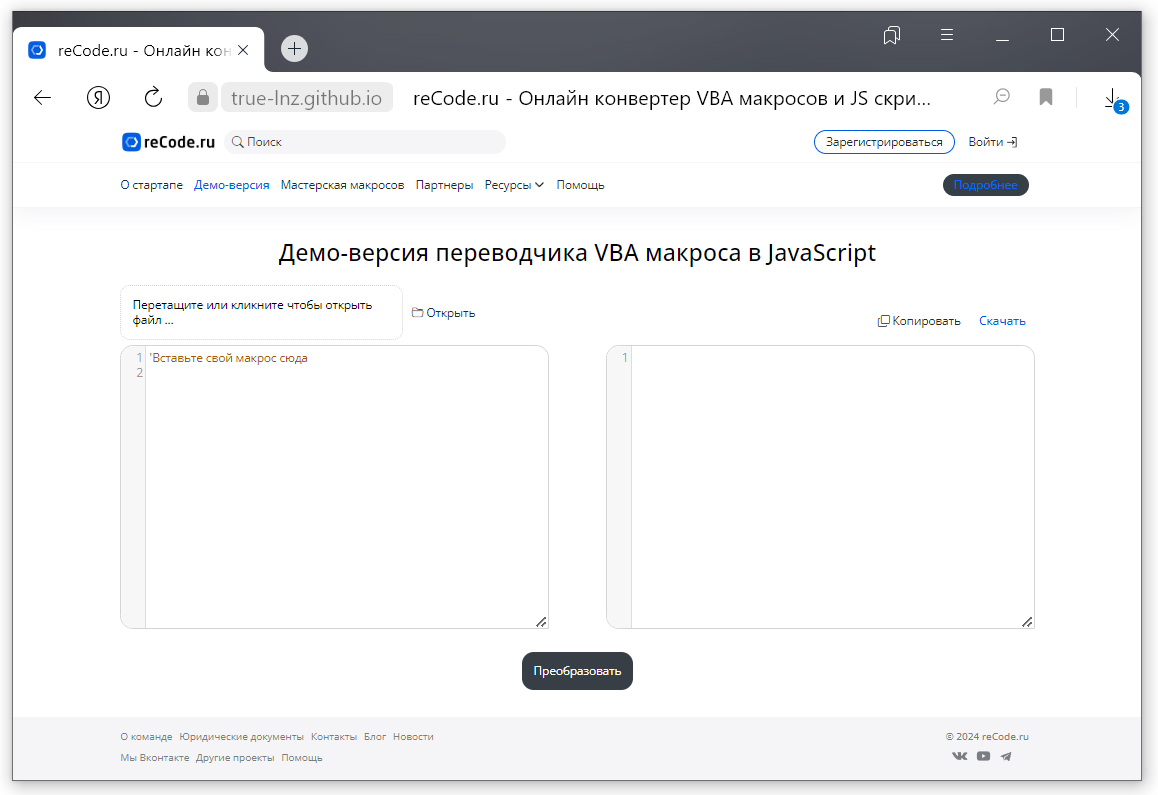 reCode.ru - Онлайн кон
true-lnz.github.io reCode.ru - Онлайн конвертер VBA макросов и JS скри...
3
reCode.ru Поиск Зарегистрироваться Войти
О стартапе Демо-версия Мастерская макросов Партнеры Ресурсы Помощь Подробнее
Демо-версия переводчика VBA макроса в JavaScript
Перетащите или кликните чтобы открыть
файл ...
Открыть
Копировать Скачать
1 'Вставьте свой макрос сюда
2
1
Преобразовать
О команде Юридические документы Контакты Блог Новости © 2024 reCode.ru
Мы Вконтакте Другие проекты Помощь